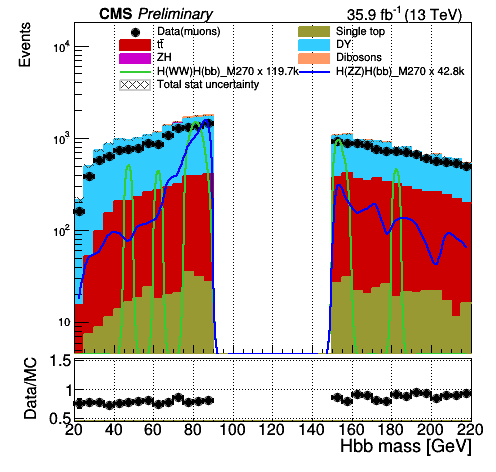 CMS Preliminary 35.9 fb⁻¹ (13 TeV)
Data(muons) Single top
tt̄ DY
ZH Dibosons
H(WW)H(bb)_M270 x 119.7k H(ZZ)H(bb)_M270 x 42.8k
Total stat uncertainty
Events
10⁴
10³
10²
10
Data/MC
1.5
1
0.5
20 40 60 80 100 120 140 160 180 200 220
Hbb mass [GeV]